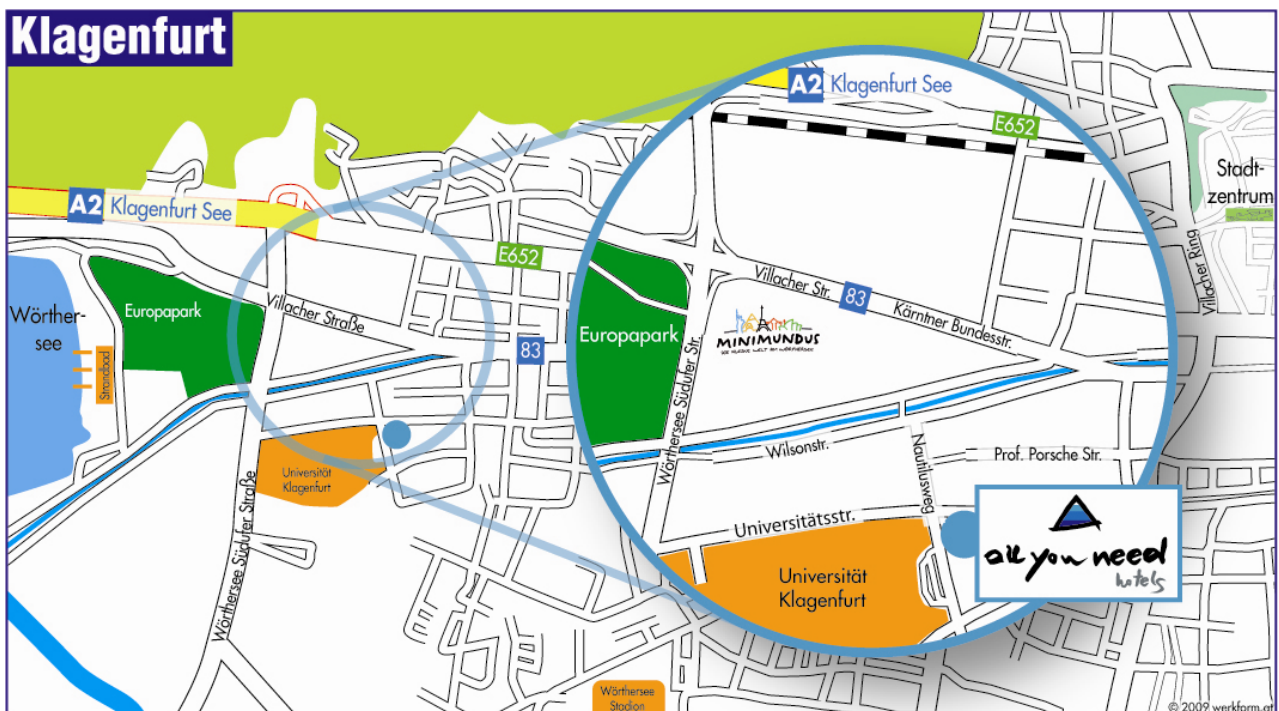 Klagenfurt
A2 Klagenfurt See
E652
Stadt-
zentrum
Villacher Ring
A2 Klagenfurt See
E652
Villacher Straße
83
Wörther-
see
Strandbad
Europapark
Universität
Klagenfurt
Wörthersee Südufer Straße
Wörthersee
Stadion
Europapark
Villacher Str.
83
Kärntner Bundesstr.
MINIMUNDUS
Wörthersee Südufer Str.
Wilsonstr.
Nautilusweg
Prof. Porsche Str.
Universitätsstr.
Universität
Klagenfurt
all you need
hotels
© 2009 werkform.at